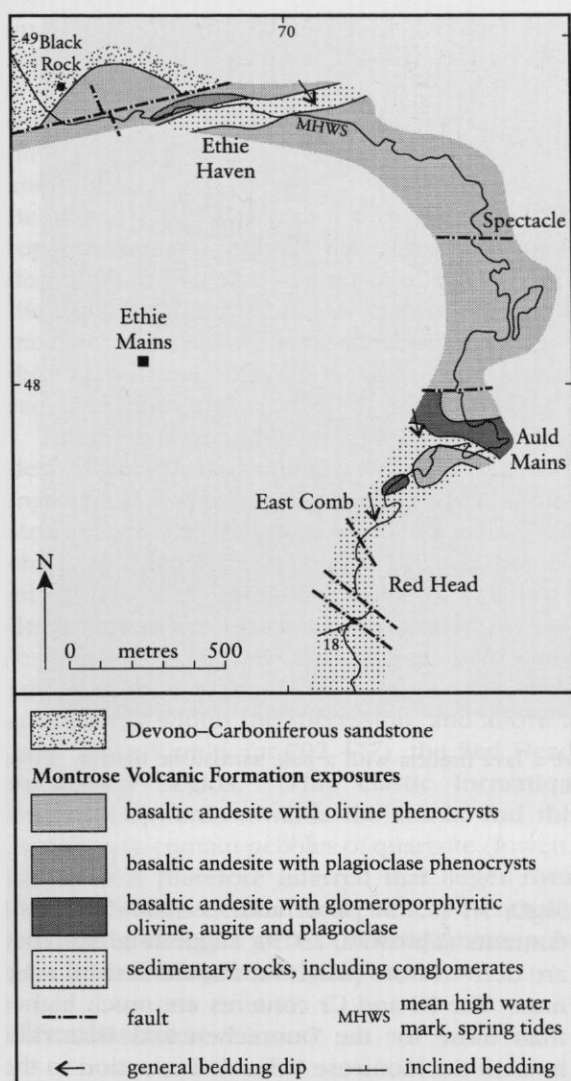 49
70
Black
Rock
MHWS
Ethie
Haven
Spectacle
Ethie
Mains
48
Auld
Mains
East Comb
N
Red Head
0 metres 500
18
Devono–Carboniferous sandstone
Montrose Volcanic Formation exposures
basaltic andesite with olivine phenocrysts
basaltic andesite with plagioclase phenocrysts
basaltic andesite with glomeroporphyritic
olivine, augite and plagioclase
sedimentary rocks, including conglomerates
fault
MHWS mean high water
mark, spring tides
general bedding dip
inclined bedding